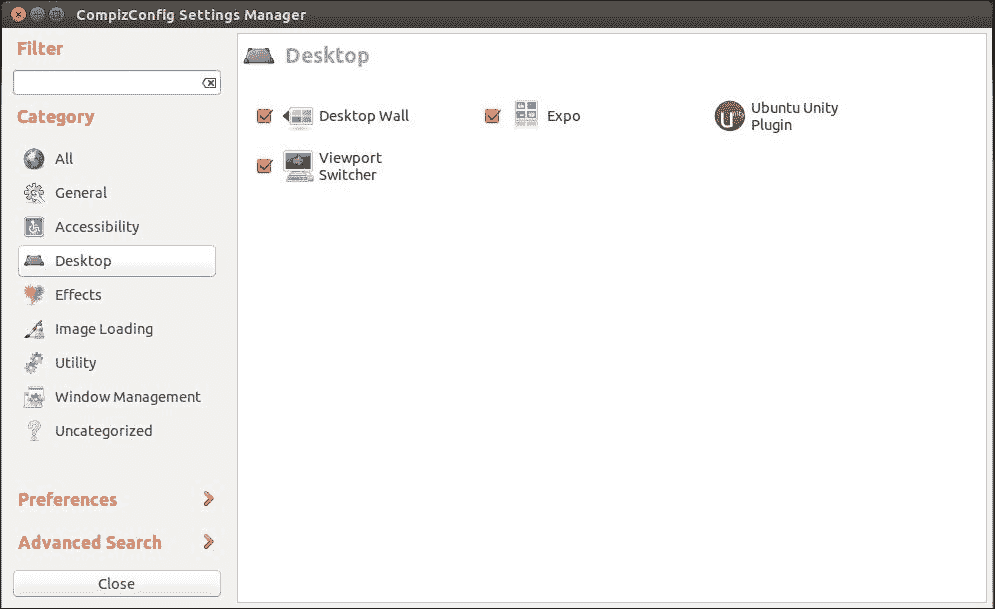 CompizConfig Settings Manager
Filter
Category
All
General
Accessibility
Desktop
Effects
Image Loading
Utility
Window Management
Uncategorized
Preferences
Advanced Search
Close
Desktop
Desktop Wall
Expo
Ubuntu Unity
Plugin
Viewport
Switcher